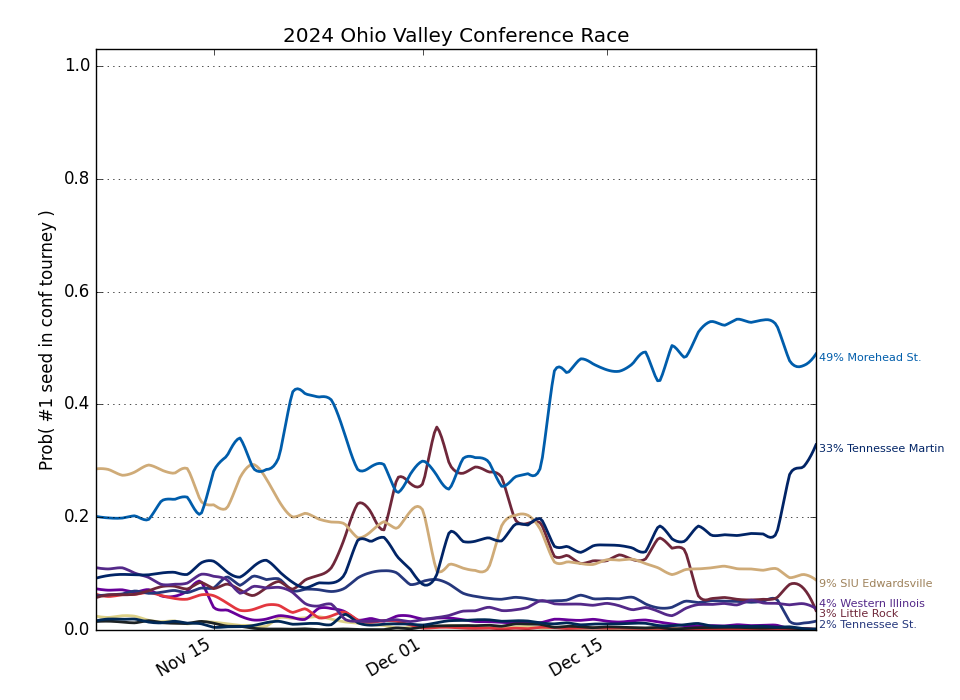 2024 Ohio Valley Conference Race
Prob( #1 seed in conf tourney )
1.0
0.8
0.6
0.4
0.2
0.0
Nov 15
Dec 01
Dec 15
49% Morehead St.
33% Tennessee Martin
9% SIU Edwardsville
4% Western Illinois
3% Little Rock
2% Tennessee St.